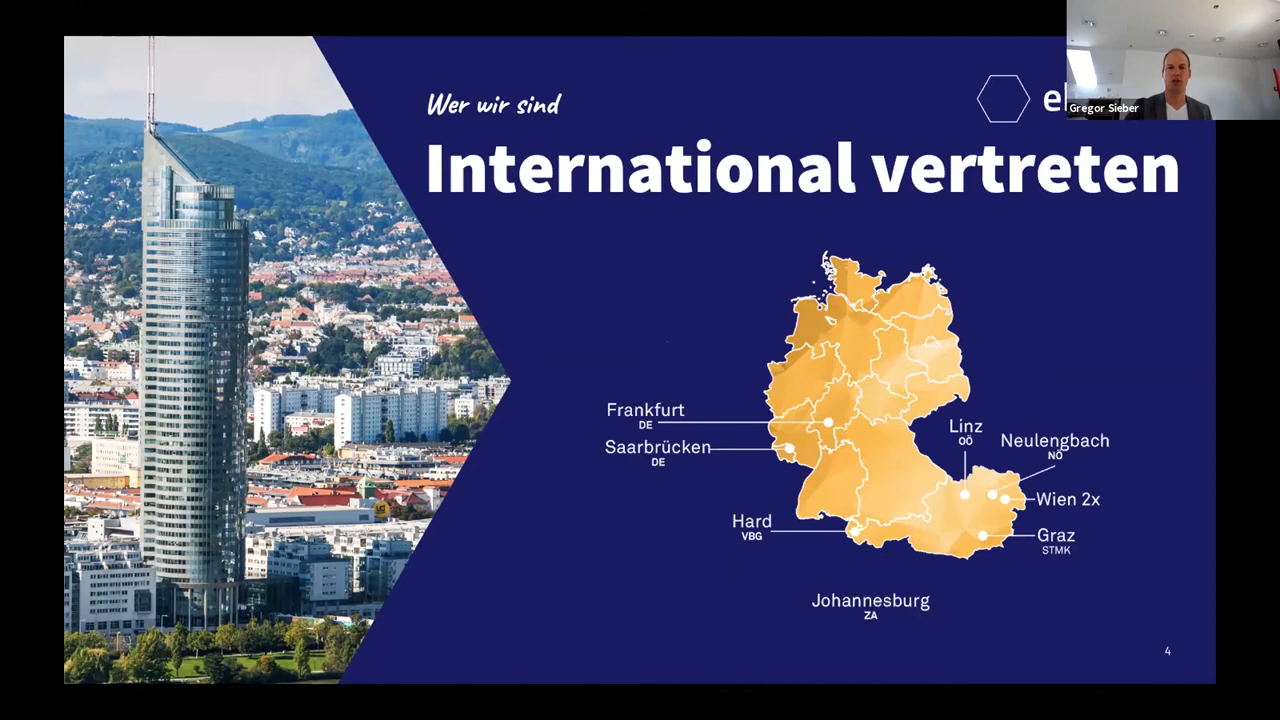 Wer wir sind
Gregor Sieber
International vertreten
Frankfurt
DE
Saarbrücken
DE
Linz
OÖ
Neulengbach
NÖ
Wien 2x
Hard
VBG
Graz
STMK
Johannesburg
ZA
4